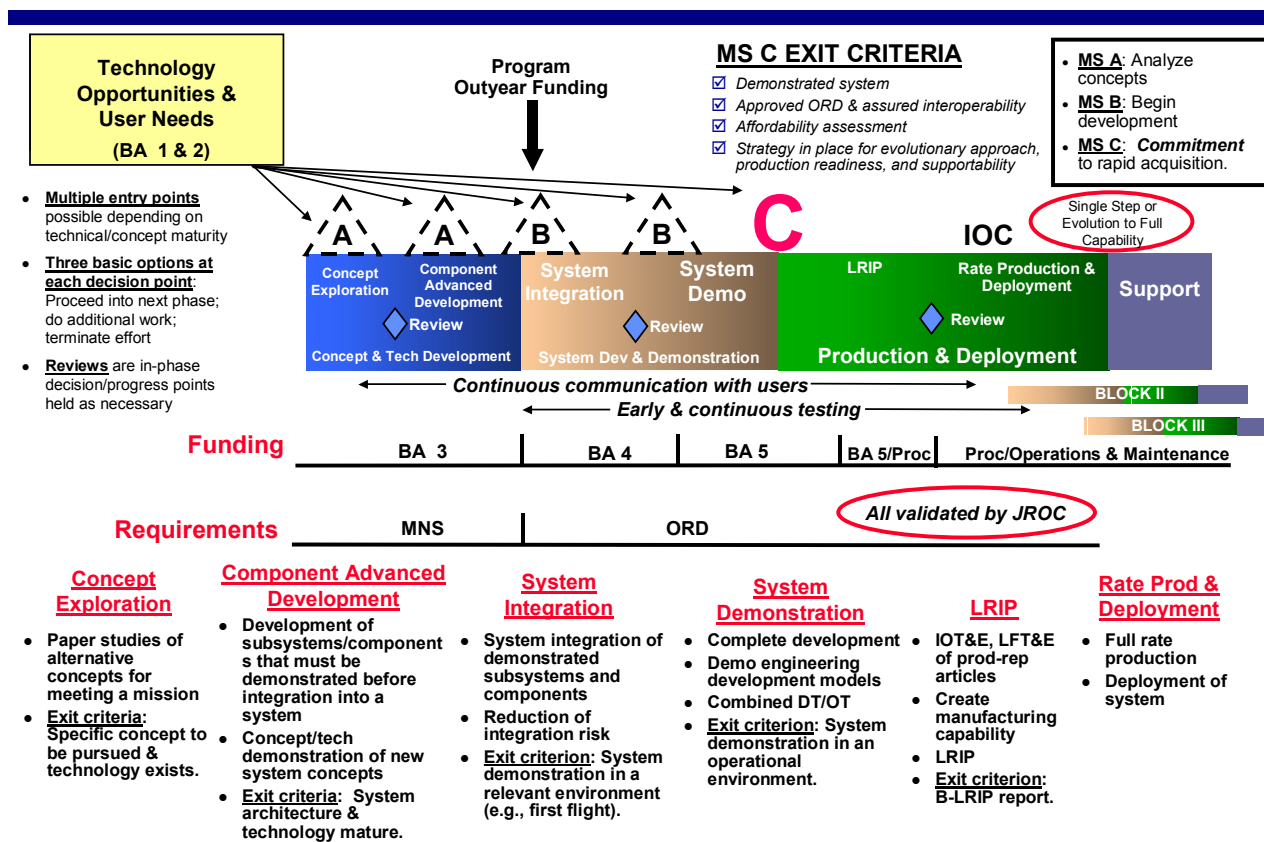 Technology
Opportunities &
User Needs
(BA 1 & 2)
Program
Outyear Funding
MS C EXIT CRITERIA
Demonstrated system
Approved ORD & assured interoperability
Affordability assessment
Strategy in place for evolutionary approach,
production readiness, and supportability
• MS A: Analyze
concepts
• MS B: Begin
development
• MS C: Commitment
to rapid acquisition.
• Multiple entry points
possible depending on
technical/concept maturity
• Three basic options at
each decision point:
Proceed into next phase;
do additional work;
terminate effort
• Reviews are in-phase
decision/progress points
held as necessary
A
A
B
B
C
IOC
Single Step or
Evolution to Full
Capability
Concept
Exploration
Component
Advanced
Development
Review
Concept & Tech Development
System
Integration
System
Demo
Review
System Dev & Demonstration
LRIP
Rate Production &
Deployment
Review
Production & Deployment
Support
Continuous communication with users
Early & continuous testing
BLOCK II
BLOCK III
Funding
BA 3
BA 4
BA 5
BA 5/Proc
Proc/Operations & Maintenance
Requirements
MNS
ORD
All validated by JROC
Concept
Exploration
• Paper studies of
alternative
concepts for
meeting a mission
• Exit criteria:
Specific concept to
be pursued &
technology exists.
Component Advanced
Development
• Development of
subsystems/component
s that must be
demonstrated before
integration into a
system
• Concept/tech
demonstration of new
system concepts
• Exit criteria: System
architecture &
technology mature.
System
Integration
• System integration of
demonstrated
subsystems and
components
• Reduction of
integration risk
• Exit criterion: System
demonstration in a
relevant environment
(e.g., first flight).
System
Demonstration
• Complete development
• Demo engineering
development models
• Combined DT/OT
• Exit criterion: System
demonstration in an
operational
environment.
LRIP
• IOT&E, LFT&E
of prod-rep
articles
• Create
manufacturing
capability
• LRIP
• Exit criterion:
B-LRIP report.
Rate Prod &
Deployment
• Full rate
production
• Deployment of
system